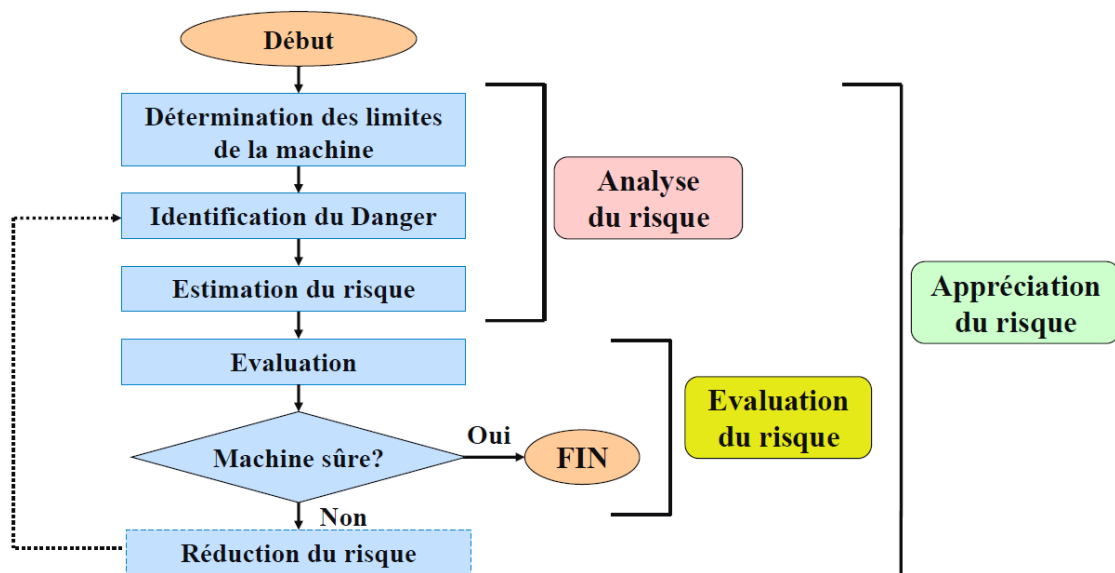 Début
Détermination des limites
de la machine
Identification du Danger
Estimation du risque
Evaluation
Machine sûre?
Oui
FIN
Non
Réduction du risque
Analyse
du risque
Evaluation
du risque
Appréciation
du risque